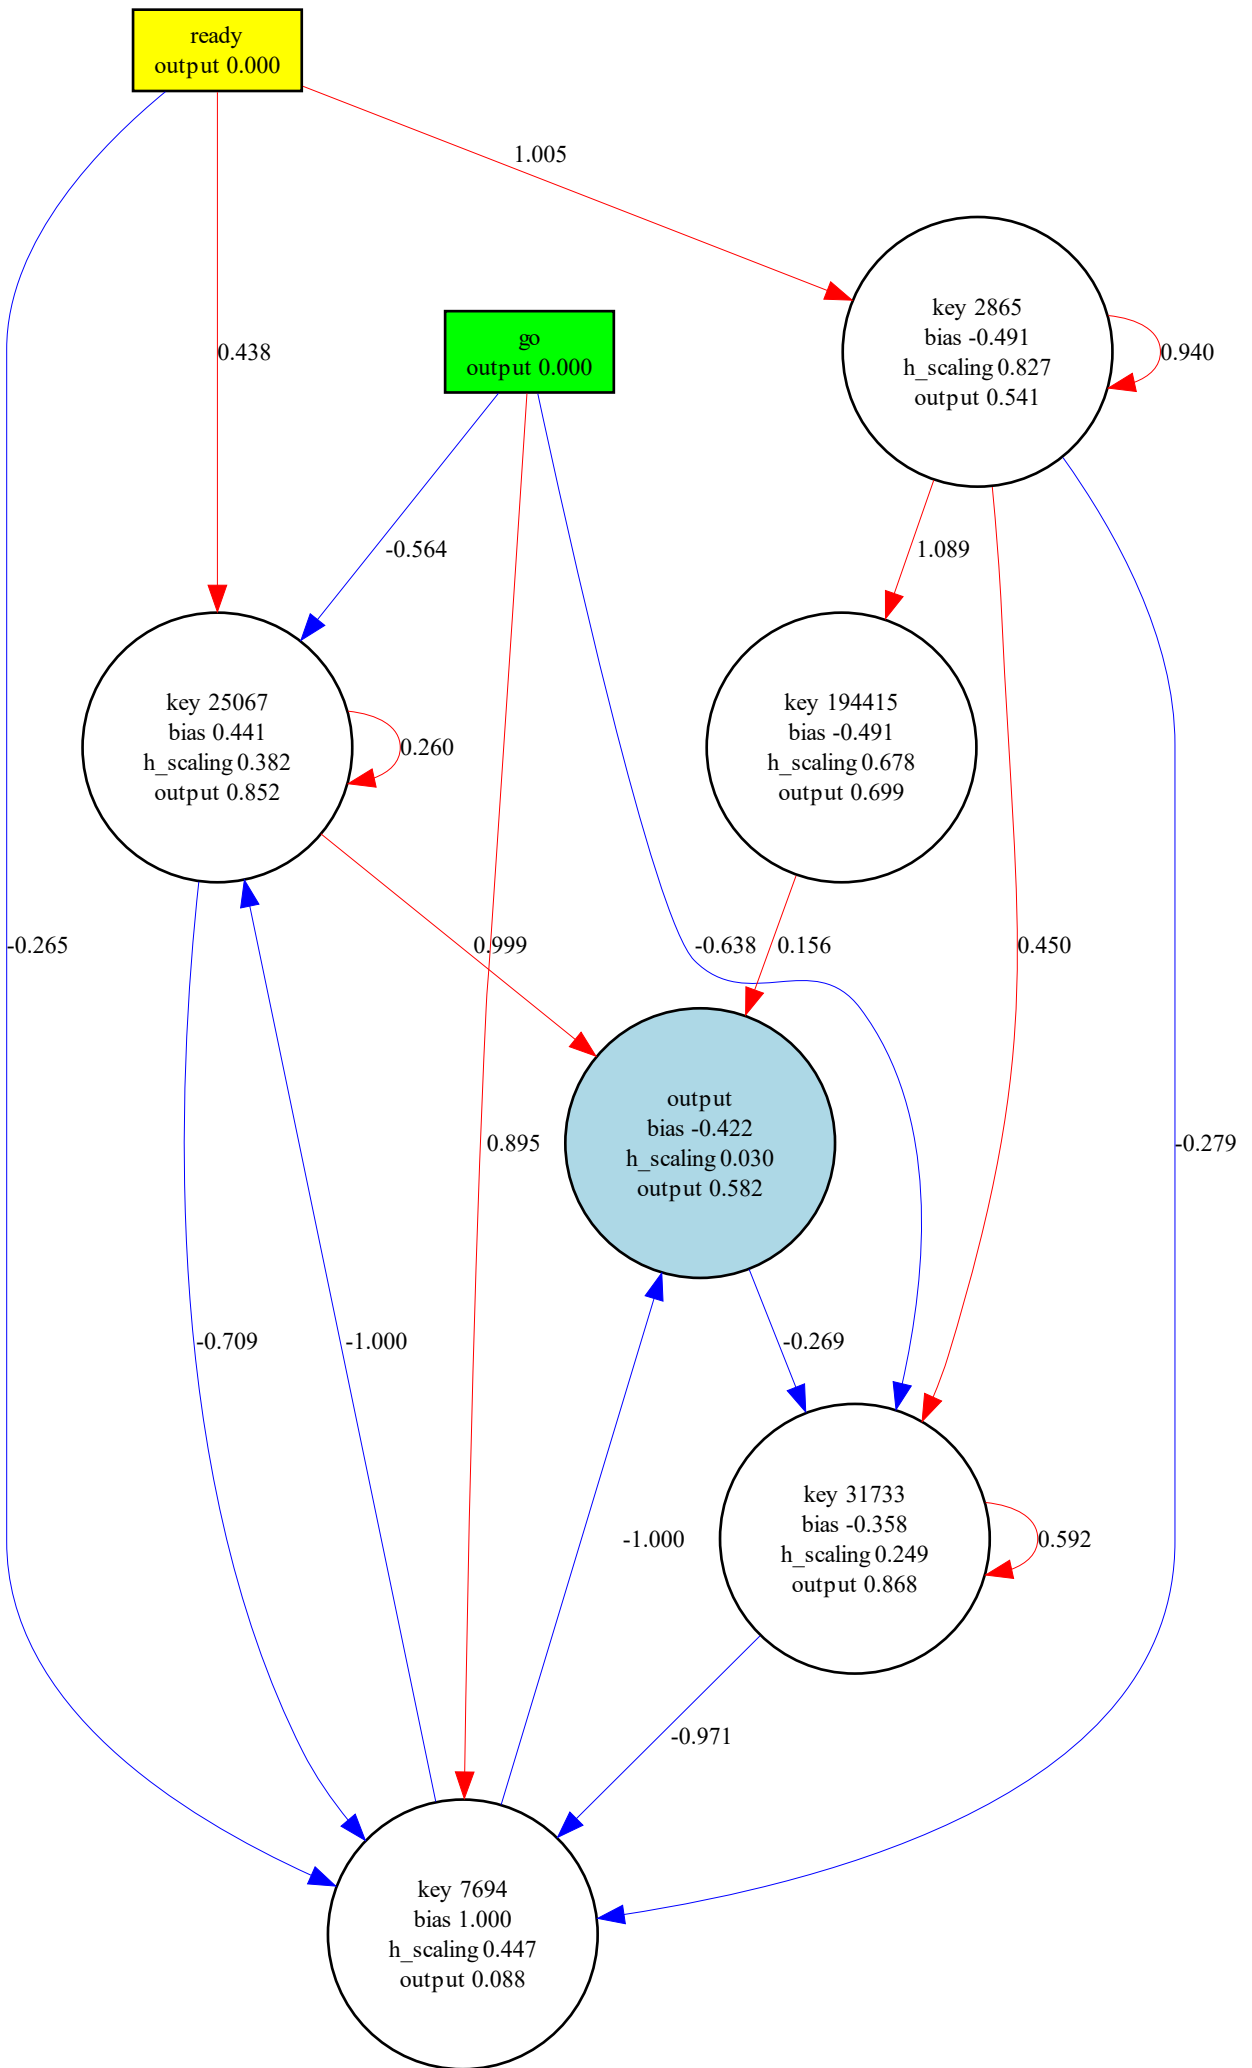 ready
output 0.000
1.005
go
output 0.000
key 2865
bias -0.491
h_scaling 0.827
output 0.541
0.940
0.438
-0.564
1.089
key 25067
bias 0.441
h_scaling 0.382
output 0.852
0.260
key 194415
bias -0.491
h_scaling 0.678
output 0.699
-0.265
0.999
-0.638
0.156
0.450
output
bias -0.422
h_scaling 0.030
output 0.582
0.895
-0.279
-0.709
-1.000
-0.269
-1.000
key 31733
bias -0.358
h_scaling 0.249
output 0.868
0.592
-0.971
key 7694
bias 1.000
h_scaling 0.447
output 0.088